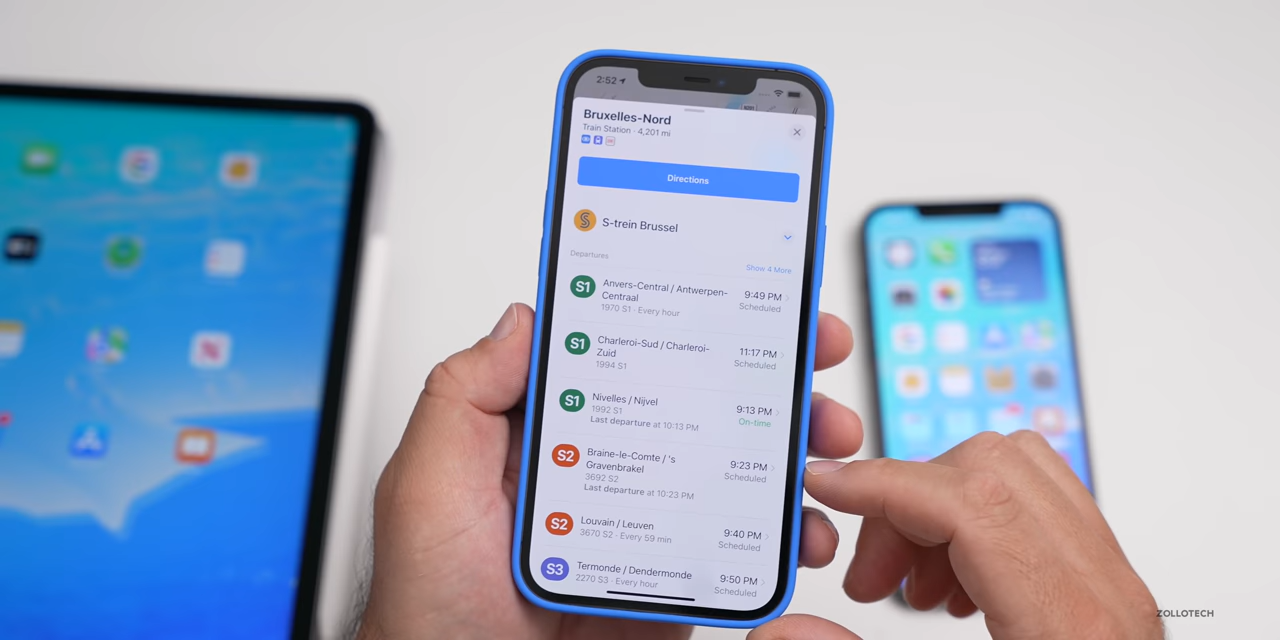 2:52
Bruxelles-Nord
Train Station · 4,201 mi
Directions
S-trein Brussel
Departures
Show 4 More
S1
Anvers-Central / Antwerpen-
Centraal
1970 S1 · Every hour
9:49 PM
Scheduled
S1
Charleroi-Sud / Charleroi-
Zuid
1994 S1
11:17 PM
Scheduled
S1
Nivelles / Nijvel
1992 S1
Last departure at 10:13 PM
9:13 PM
On-time
S2
Braine-le-Comte / 's
Gravenbrakel
3692 S2
Last departure at 10:23 PM
9:23 PM
Scheduled
S2
Louvain / Leuven
3670 S2 · Every 59 min
9:40 PM
Scheduled
S3
Termonde / Dendermonde
2270 S3 · Every hour
9:50 PM
Scheduled
ZOLLOTECH